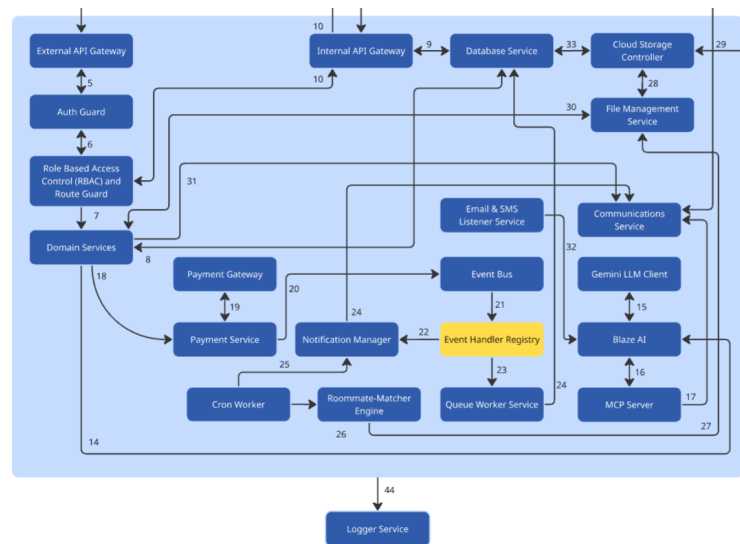 10
External API Gateway
Internal API Gateway
9
Database Service
33
Cloud Storage
Controller
29
5
10
28
Auth Guard
30
File Management
Service
6
Role Based Access
Control (RBAC) and
Route Guard
31
7
Email & SMS
Listener Service
Communications
Service
Domain Services
8
32
18
Payment Gateway
20
Event Bus
Gemini LLM Client
19
24
21
15
Payment Service
Notification Manager
22
Event Handler Registry
Blaze AI
25
23
24
16
Cron Worker
Roommate-Matcher
Engine
Queue Worker Service
MCP Server
17
14
26
27
44
Logger Service